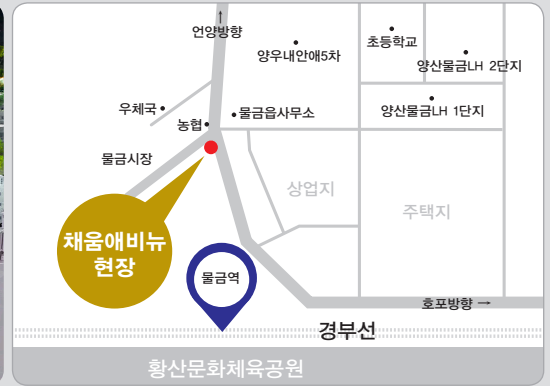 ↑
언양방향
양우내안애5차
초등학교
양산물금LH 2단지
우체국
농협
물금읍사무소
양산물금LH 1단지
물금시장
상업지
주택지
채움애비뉴
현장
물금역
호포방향 →
경부선
황산문화체육공원